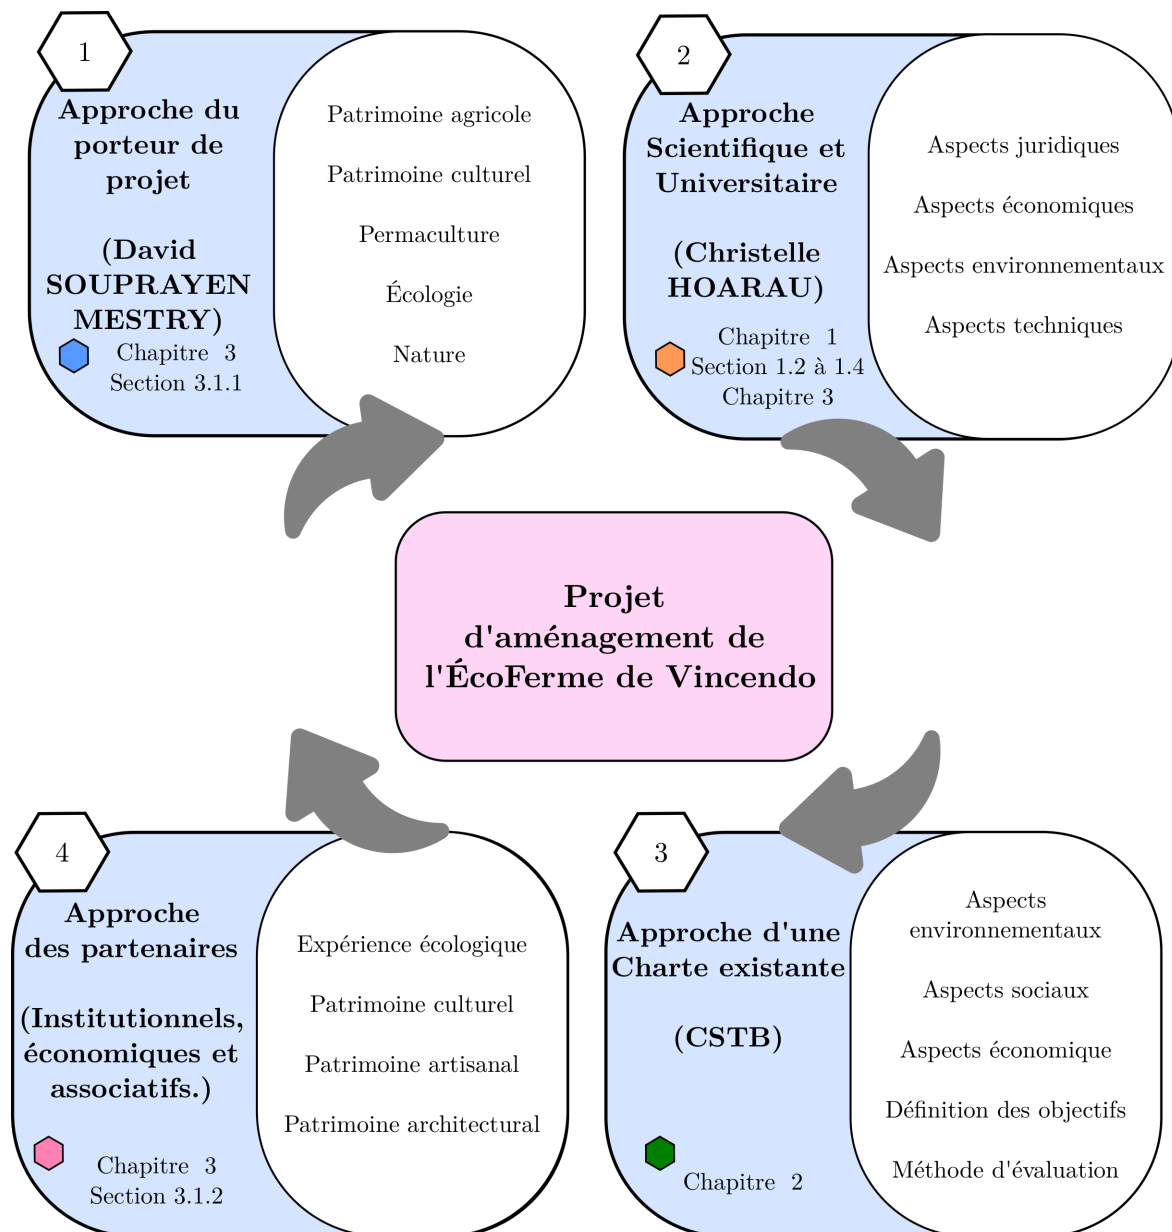 1
Approche du
porteur de
projet
(David
SOUPRAYEN
MESTRY)
Chapitre 3
Section 3.1.1
Patrimoine agricole
Patrimoine culturel
Permaculture
Écologie
Nature
2
Approche
Scientifique et
Universitaire
(Christelle
HOARAU)
Chapitre 1
Section 1.2 à 1.4
Chapitre 3
Aspects juridiques
Aspects économiques
Aspects environnementaux
Aspects techniques
Projet
d'aménagement de
l'ÉcoFerme de Vincendo
4
Approche
des partenaires
(Institutionnels,
économiques et
associatifs.)
Chapitre 3
Section 3.1.2
Expérience écologique
Patrimoine culturel
Patrimoine artisanal
Patrimoine architectural
3
Approche d'une
Charte existante
(CSTB)
Chapitre 2
Aspects
environnementaux
Aspects sociaux
Aspects économique
Définition des objectifs
Méthode d'évaluation